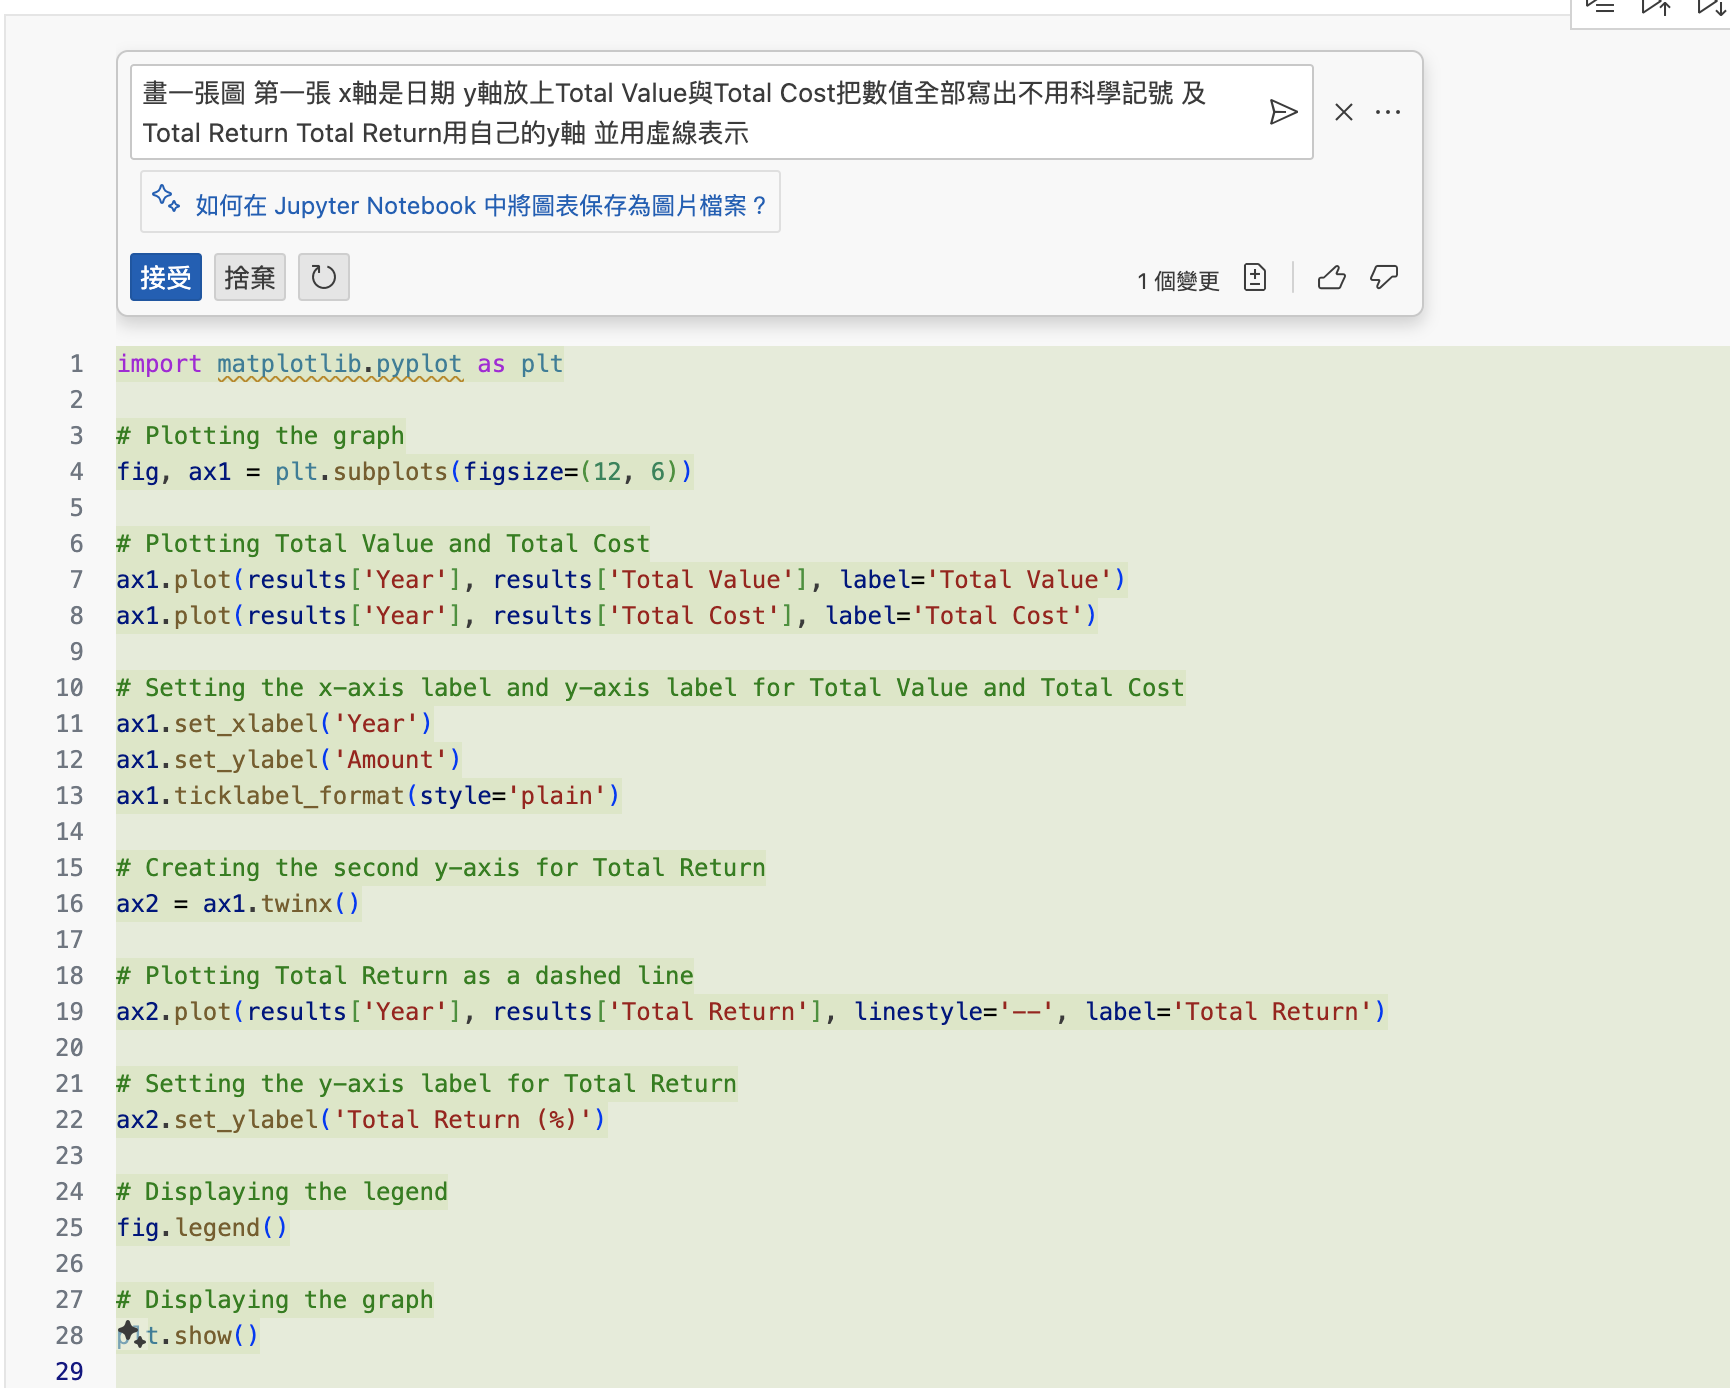 畫一張圖 第一張 x軸是日期 y軸放上Total Value與Total Cost把數值全部寫出不用科學記號 及
Total Return Total Return用自己的y軸 並用虛線表示
如何在 Jupyter Notebook 中將圖表保存為圖片檔案？
接受 捨棄
1 個變更
1 import matplotlib.pyplot as plt
2
3 # Plotting the graph
4 fig, ax1 = plt.subplots(figsize=(12, 6))
5
6 # Plotting Total Value and Total Cost
7 ax1.plot(results['Year'], results['Total Value'], label='Total Value')
8 ax1.plot(results['Year'], results['Total Cost'], label='Total Cost')
9
10 # Setting the x-axis label and y-axis label for Total Value and Total Cost
11 ax1.set_xlabel('Year')
12 ax1.set_ylabel('Amount')
13 ax1.ticklabel_format(style='plain')
14
15 # Creating the second y-axis for Total Return
16 ax2 = ax1.twinx()
17
18 # Plotting Total Return as a dashed line
19 ax2.plot(results['Year'], results['Total Return'], linestyle='--', label='Total Return')
20
21 # Setting the y-axis label for Total Return
22 ax2.set_ylabel('Total Return (%)')
23
24 # Displaying the legend
25 fig.legend()
26
27 # Displaying the graph
28 plt.show()
29